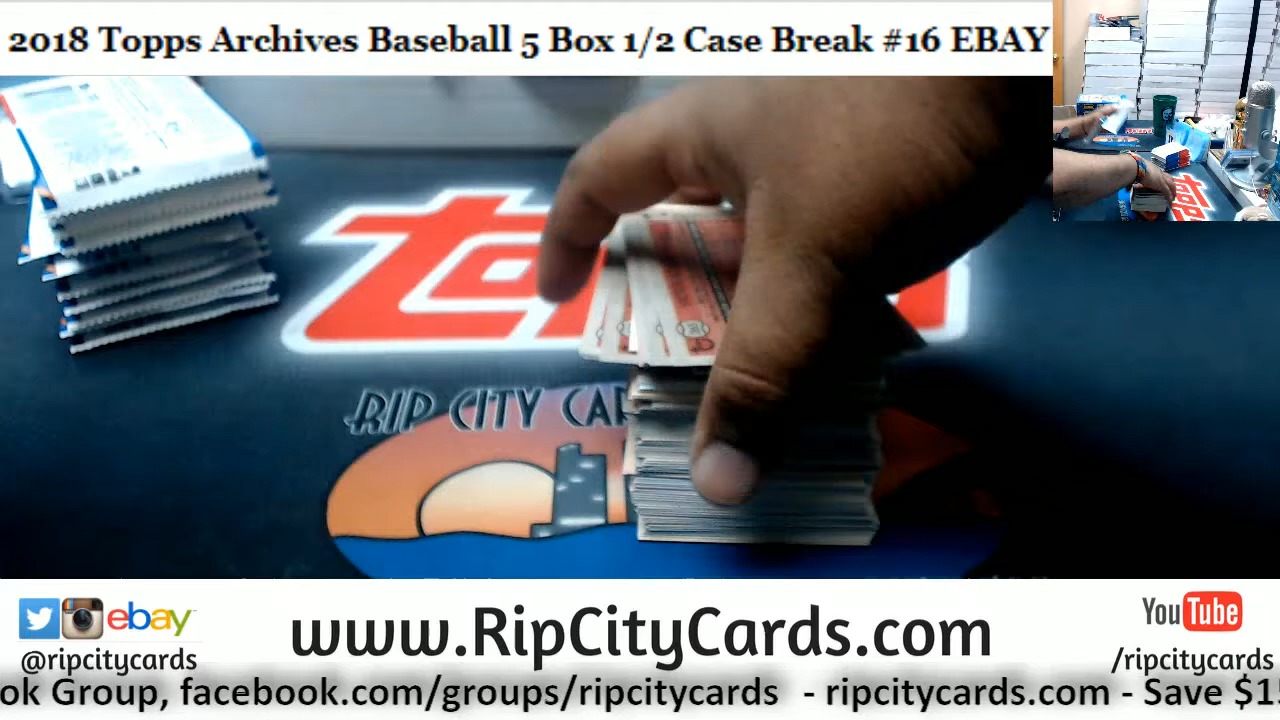 2018 Topps Archives Baseball 5 Box 1/2 Case Break #16 EBAY
topps
RIP CITY CAR
ebay
www.RipCityCards.com
YouTube
@ripcitycards
/ripcitycards
ok Group, facebook.com/groups/ripcitycards - ripcitycards.com - Save $1